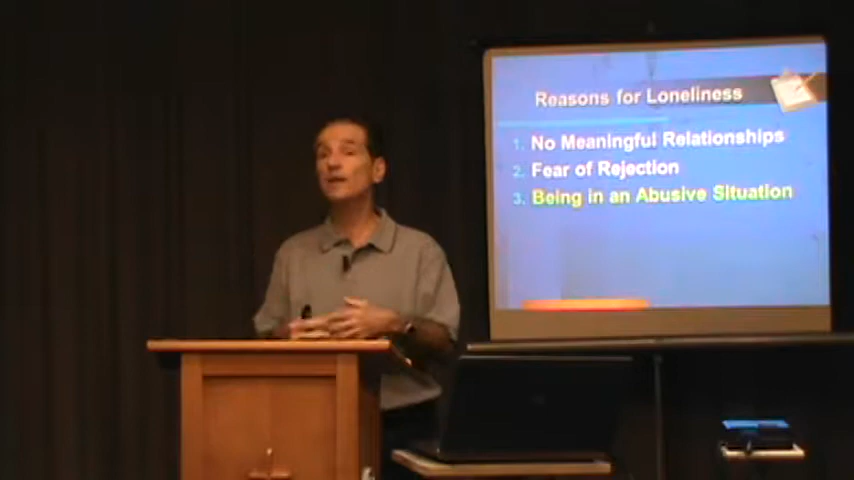 Reasons for Loneliness
1. No Meaningful Relationships
2. Fear of Rejection
3. Being in an Abusive Situation